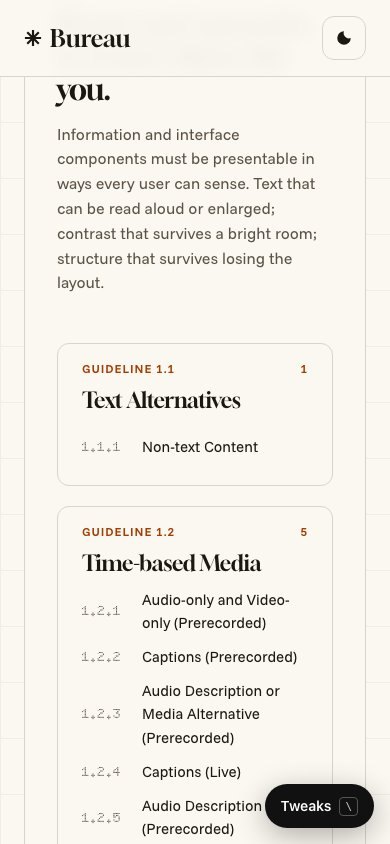 Bureau
you.
Information and interface
components must be presentable in
ways every user can sense. Text that
can be read aloud or enlarged;
contrast that survives a bright room;
structure that survives losing the
layout.
GUIDELINE 1.1 1
Text Alternatives
1.1.1 Non-text Content
GUIDELINE 1.2 5
Time-based Media
1.2.1 Audio-only and Video-
only (Prerecorded)
1.2.2 Captions (Prerecorded)
1.2.3 Audio Description or
Media Alternative
(Prerecorded)
1.2.4 Captions (Live)
1.2.5 Audio Description
(Prerecorded)
Tweaks \